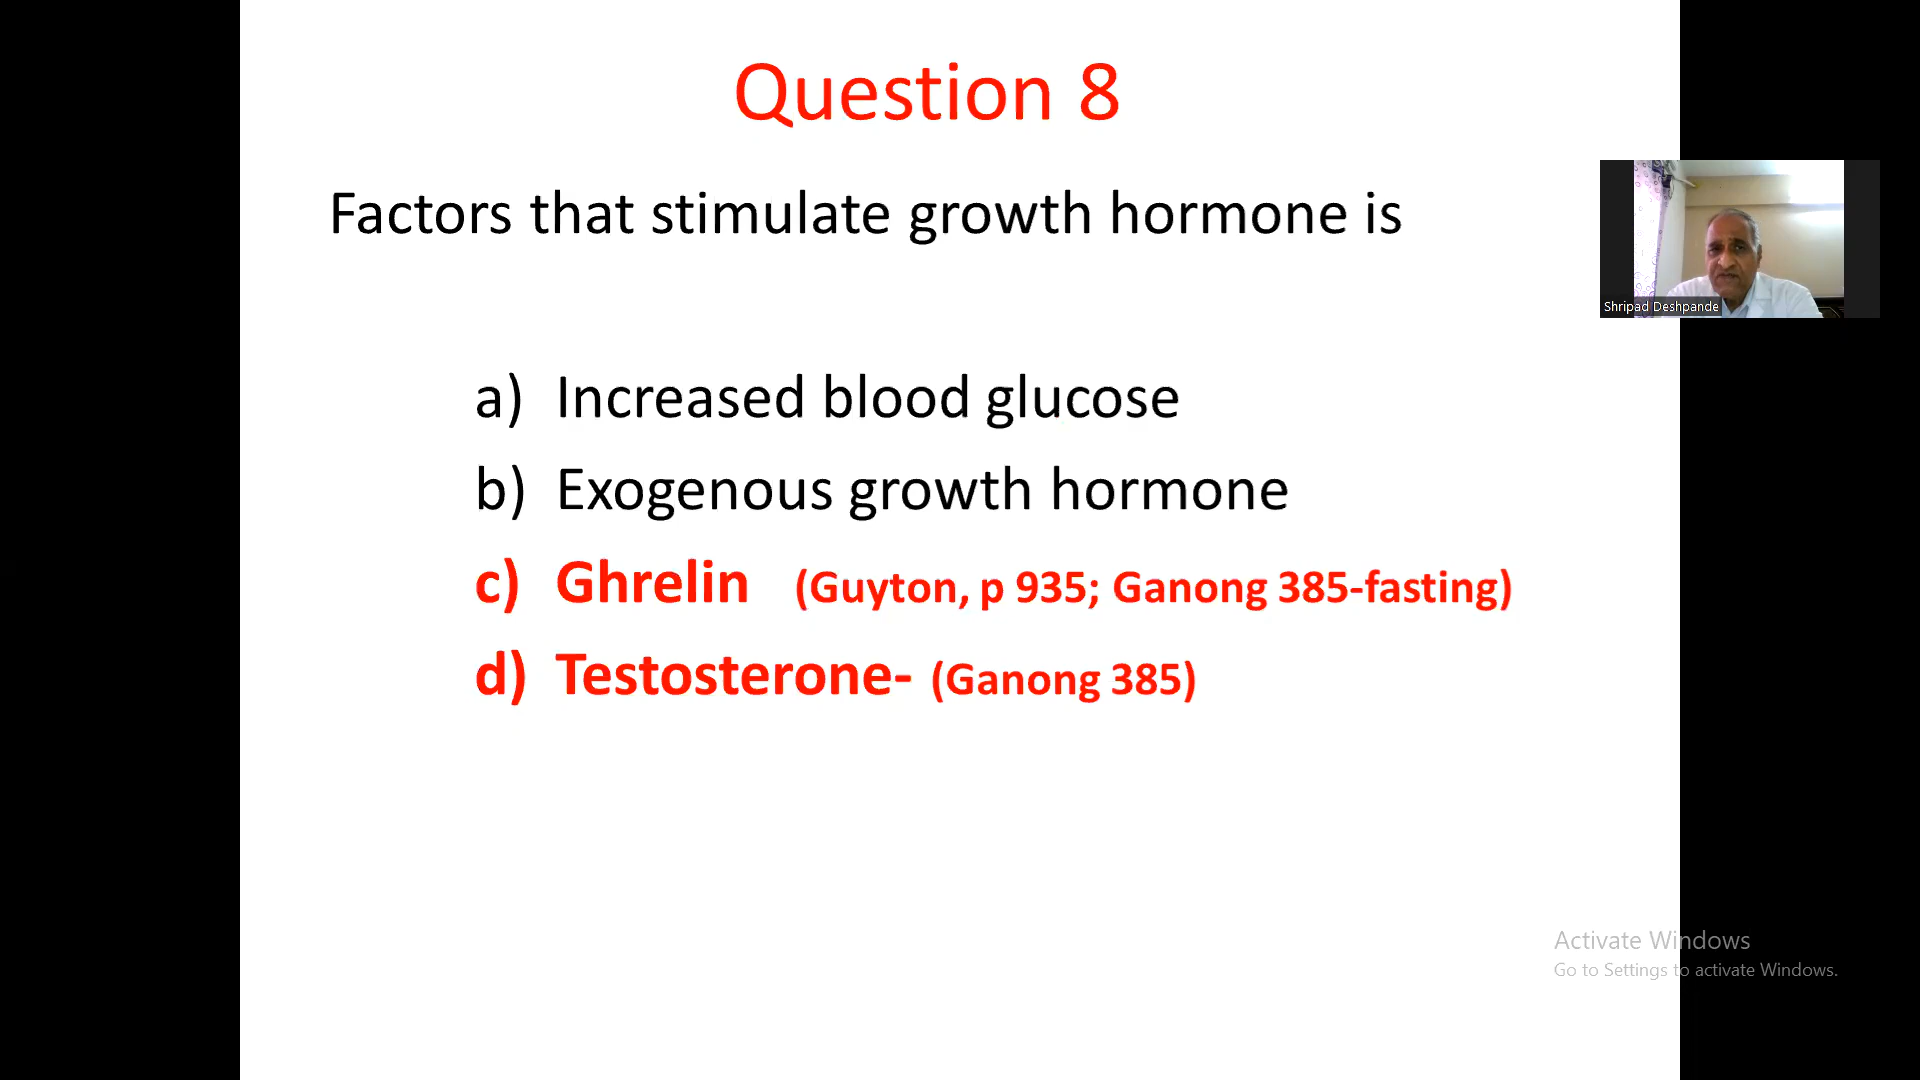 Question 8
Factors that stimulate growth hormone is
Shripad Deshpande
a) Increased blood glucose
b) Exogenous growth hormone
c) Ghrelin (Guyton, p 935; Ganong 385-fasting)
d) Testosterone- (Ganong 385)
Activate Windows
Go to Settings to activate Windows.